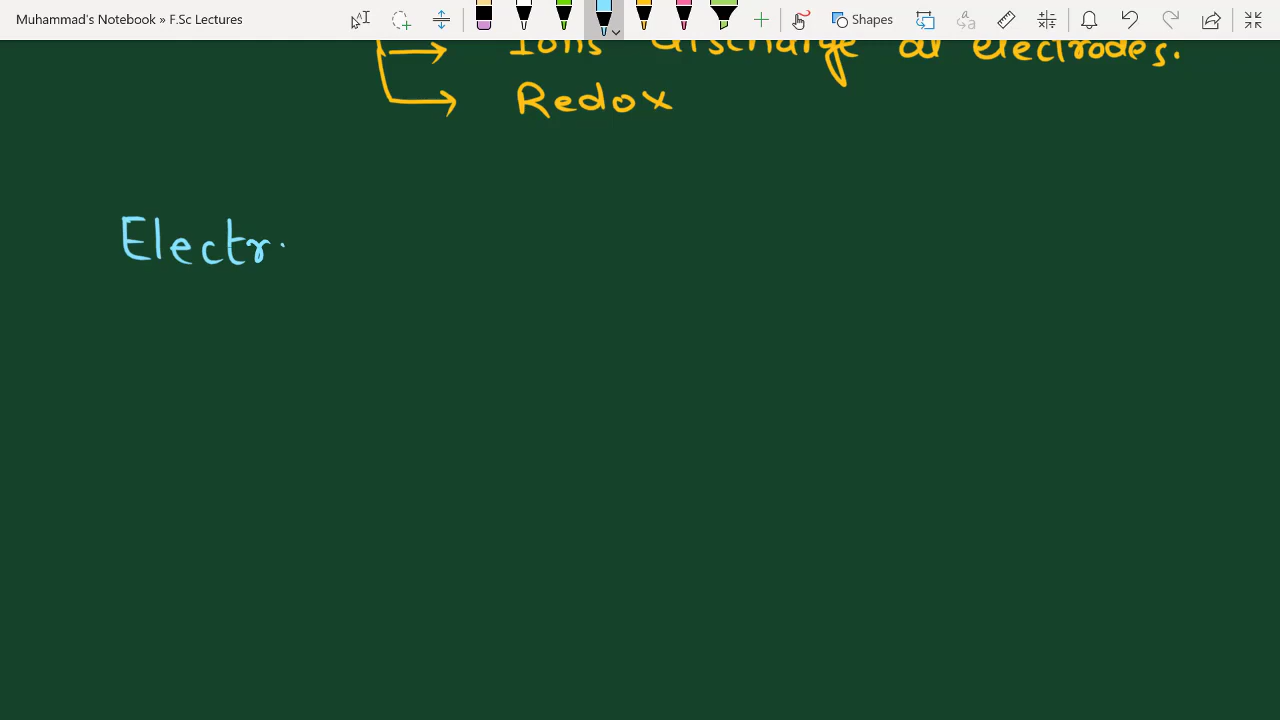 Muhammad's Notebook » F.Sc Lectures
Shapes
Ions discharge at electrodes.
Redox
Electr